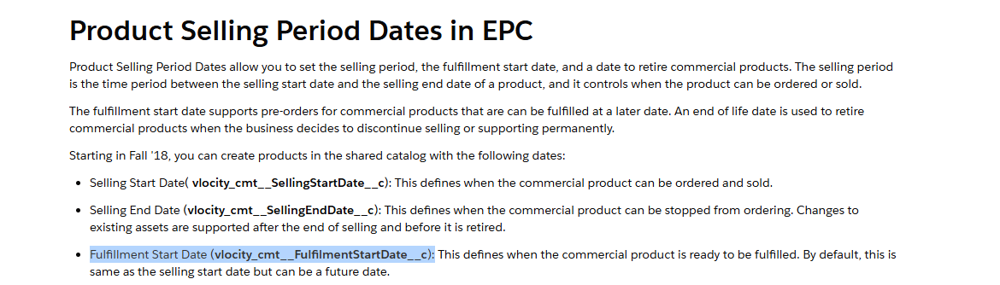 Product Selling Period Dates in EPC
Product Selling Period Dates allow you to set the selling period, the fulfillment start date, and a date to retire commercial products. The selling period
is the time period between the selling start date and the selling end date of a product, and it controls when the product can be ordered or sold.
The fulfillment start date supports pre-orders for commercial products that are can be fulfilled at a later date. An end of life date is used to retire
commercial products when the business decides to discontinue selling or supporting permanently.
Starting in Fall '18, you can create products in the shared catalog with the following dates:
• Selling Start Date( vlocity_cmt__SellingStartDate__c): This defines when the commercial product can be ordered and sold.
• Selling End Date (vlocity_cmt__SellingEndDate__c): This defines when the commercial product can be stopped from ordering. Changes to
existing assets are supported after the end of selling and before it is retired.
• Fulfillment Start Date (vlocity_cmt__FulfilmentStartDate__c): This defines when the commercial product is ready to be fulfilled. By default, this is
same as the selling start date but can be a future date.